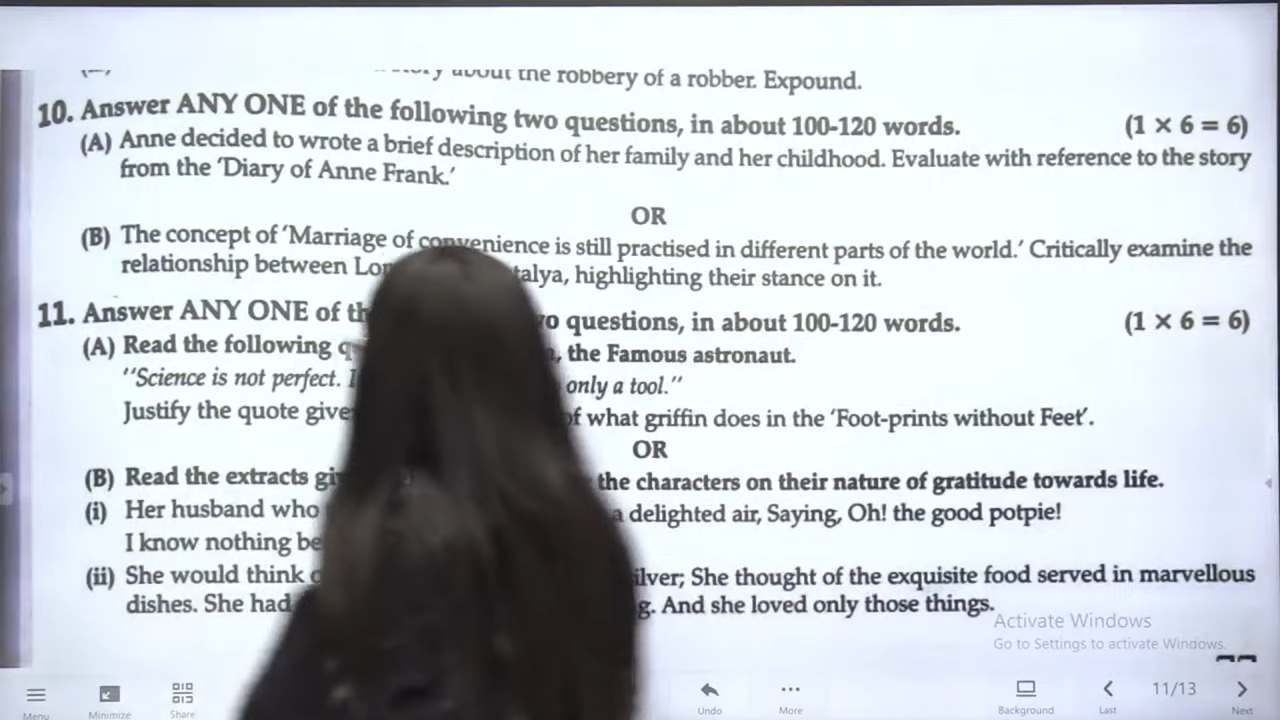 about the robbery of a robber. Expound.
10. Answer ANY ONE of the following two questions, in about 100-120 words. (1 × 6 = 6)
(A) Anne decided to wrote a brief description of her family and her childhood. Evaluate with reference to the story
from the 'Diary of Anne Frank.'
OR
(B) The concept of 'Marriage of convenience is still practised in different parts of the world.' Critically examine the
relationship between talya, highlighting their stance on it.
11. Answer ANY ONE of questions, in about 100-120 words. (1 × 6 = 6)
(A) Read the following the Famous astronaut.
"Science is not perfect. only a tool."
Justify the quote of what griffin does in the 'Foot-prints without Feet'.
OR
(B) Read the extracts the characters on their nature of gratitude towards life.
(i) Her husband who a delighted air, Saying, Oh! the good potpie!
I know nothing
(ii) She would think She thought of the exquisite food served in marvellous
dishes. She had And she loved only those things.
Activate Windows
Go to Settings to activate Windows.
Menu Minimize Share Undo More Background Last 11/13 Next